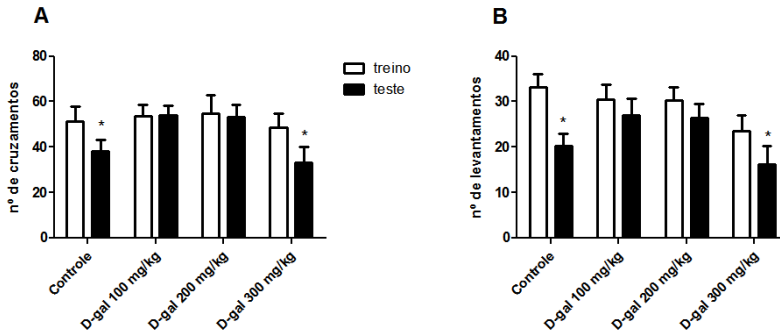 A
nº de cruzamentos
80
60
40
20
0
*
*
Controle
D-gal 100 mg/kg
D-gal 200 mg/kg
D-gal 300 mg/kg
treino
teste
B
nº de levantamentos
40
30
20
10
0
*
*
Controle
D-gal 100 mg/kg
D-gal 200 mg/kg
D-gal 300 mg/kg